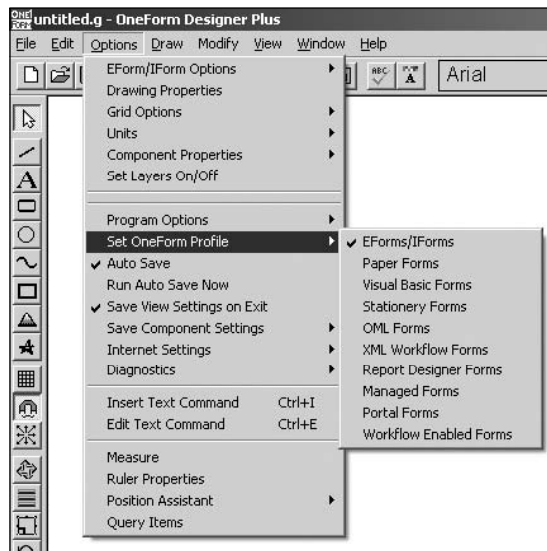 ONE FORM untitled.g - OneForm Designer Plus
File Edit Options Draw Modify View Window Help
ABC A Arial
A
EForm/IForm Options
Drawing Properties
Grid Options
Units
Component Properties
Set Layers On/Off
Program Options
Set OneForm Profile
Auto Save
Run Auto Save Now
Save View Settings on Exit
Save Component Settings
Internet Settings
Diagnostics
Insert Text Command Ctrl+I
Edit Text Command Ctrl+E
Measure
Ruler Properties
Position Assistant
Query Items
EForms/IForms
Paper Forms
Visual Basic Forms
Stationery Forms
OML Forms
XML Workflow Forms
Report Designer Forms
Managed Forms
Portal Forms
Workflow Enabled Forms